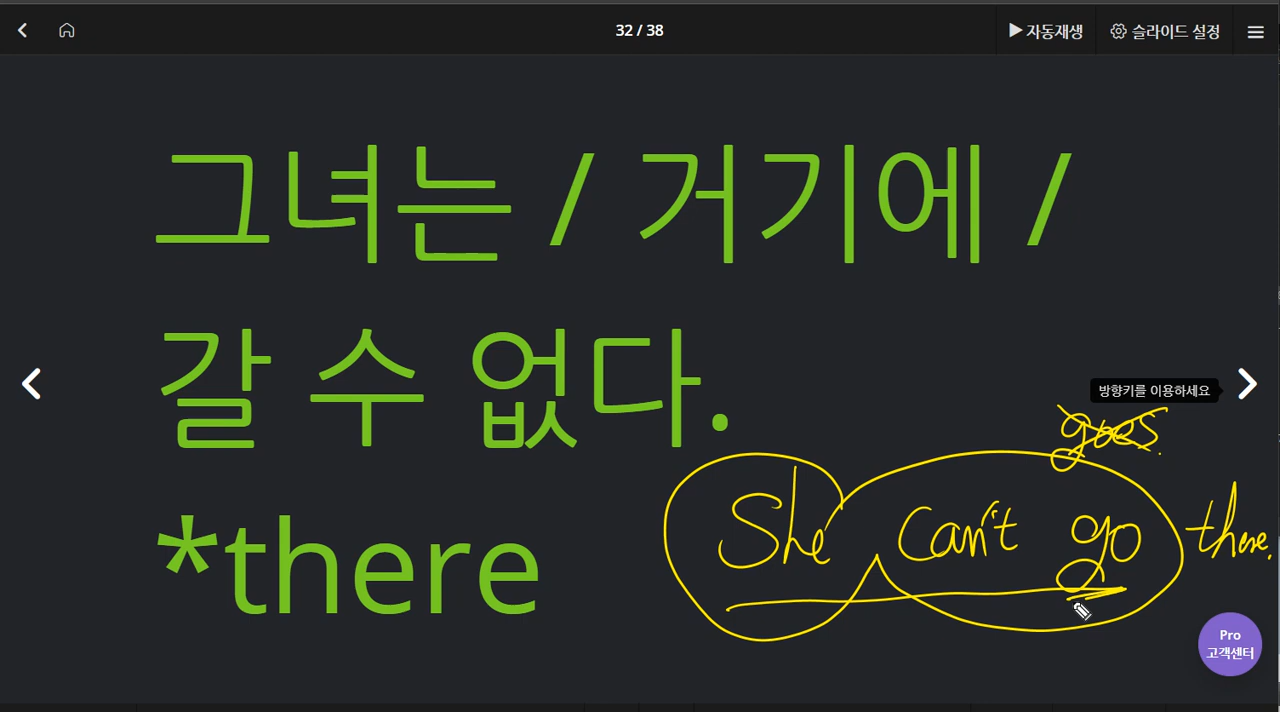 32 / 38
▶ 자동재생
슬라이드 설정
그녀는 / 거기에 /
갈 수 없다.
방향키를 이용하세요
goes.
She can't go there.
*there
Pro
고객센터